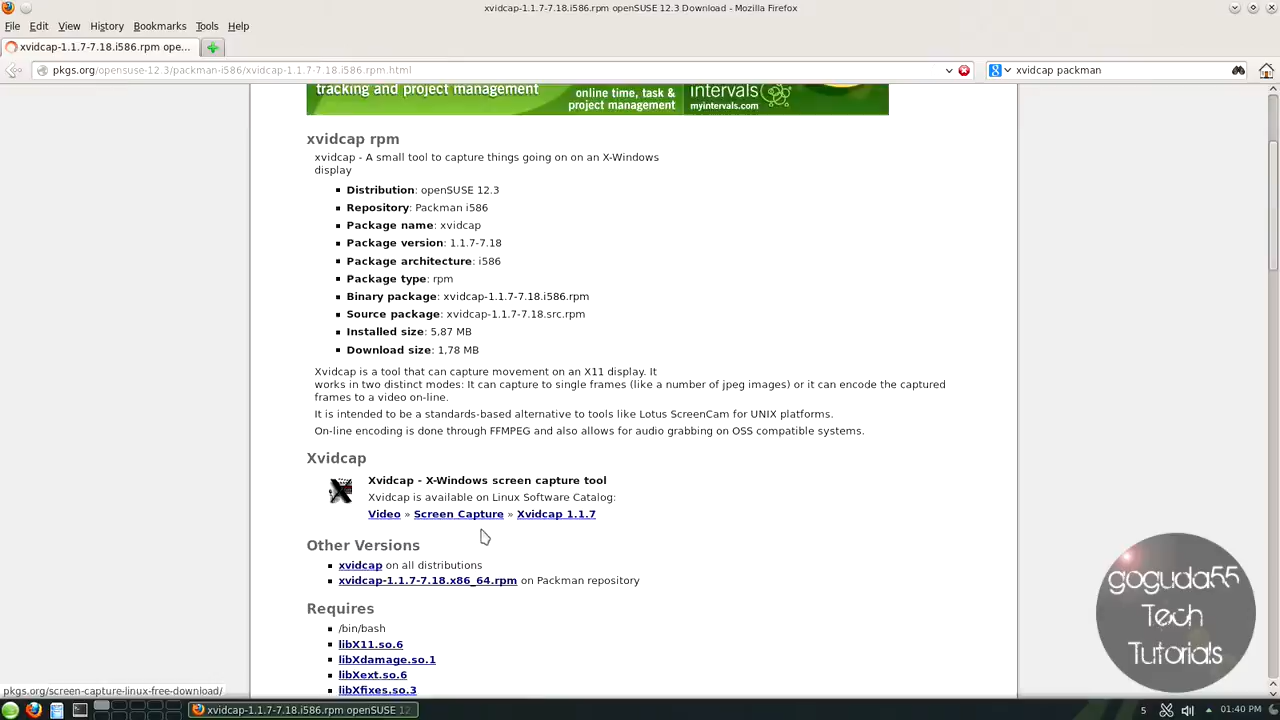 xvidcap-1.1.7-7.18.i586.rpm openSUSE 12.3 Download - Mozilla Firefox
File Edit View History Bookmarks Tools Help
xvidcap-1.1.7-7.18.i586.rpm ope...
pkgs.org/opensuse-12.3/packman-i586/xvidcap-1.1.7-7.18.i586.rpm.html
xvidcap packman
tracking and project management
online time, task &
project management
intervals
myintervals.com
xvidcap rpm
xvidcap - A small tool to capture things going on on an X-Windows
display
Distribution: openSUSE 12.3
Repository: Packman i586
Package name: xvidcap
Package version: 1.1.7-7.18
Package architecture: i586
Package type: rpm
Binary package: xvidcap-1.1.7-7.18.i586.rpm
Source package: xvidcap-1.1.7-7.18.src.rpm
Installed size: 5,87 MB
Download size: 1,78 MB
Xvidcap is a tool that can capture movement on an X11 display. It
works in two distinct modes: It can capture to single frames (like a number of jpeg images) or it can encode the captured
frames to a video on-line.
It is intended to be a standards-based alternative to tools like Lotus ScreenCam for UNIX platforms.
On-line encoding is done through FFMPEG and also allows for audio grabbing on OSS compatible systems.
Xvidcap
Xvidcap - X-Windows screen capture tool
Xvidcap is available on Linux Software Catalog:
Video » Screen Capture » Xvidcap 1.1.7
Other Versions
xvidcap on all distributions
xvidcap-1.1.7-7.18.x86_64.rpm on Packman repository
Requires
/bin/bash
libX11.so.6
libXdamage.so.1
libXext.so.6
libXfixes.so.3
goguda55
Tech
Tutorials
pkgs.org/screen-capture-linux-free-download/
xvidcap-1.1.7-7.18.i586.rpm openSUSE 12
5
01:40 PM